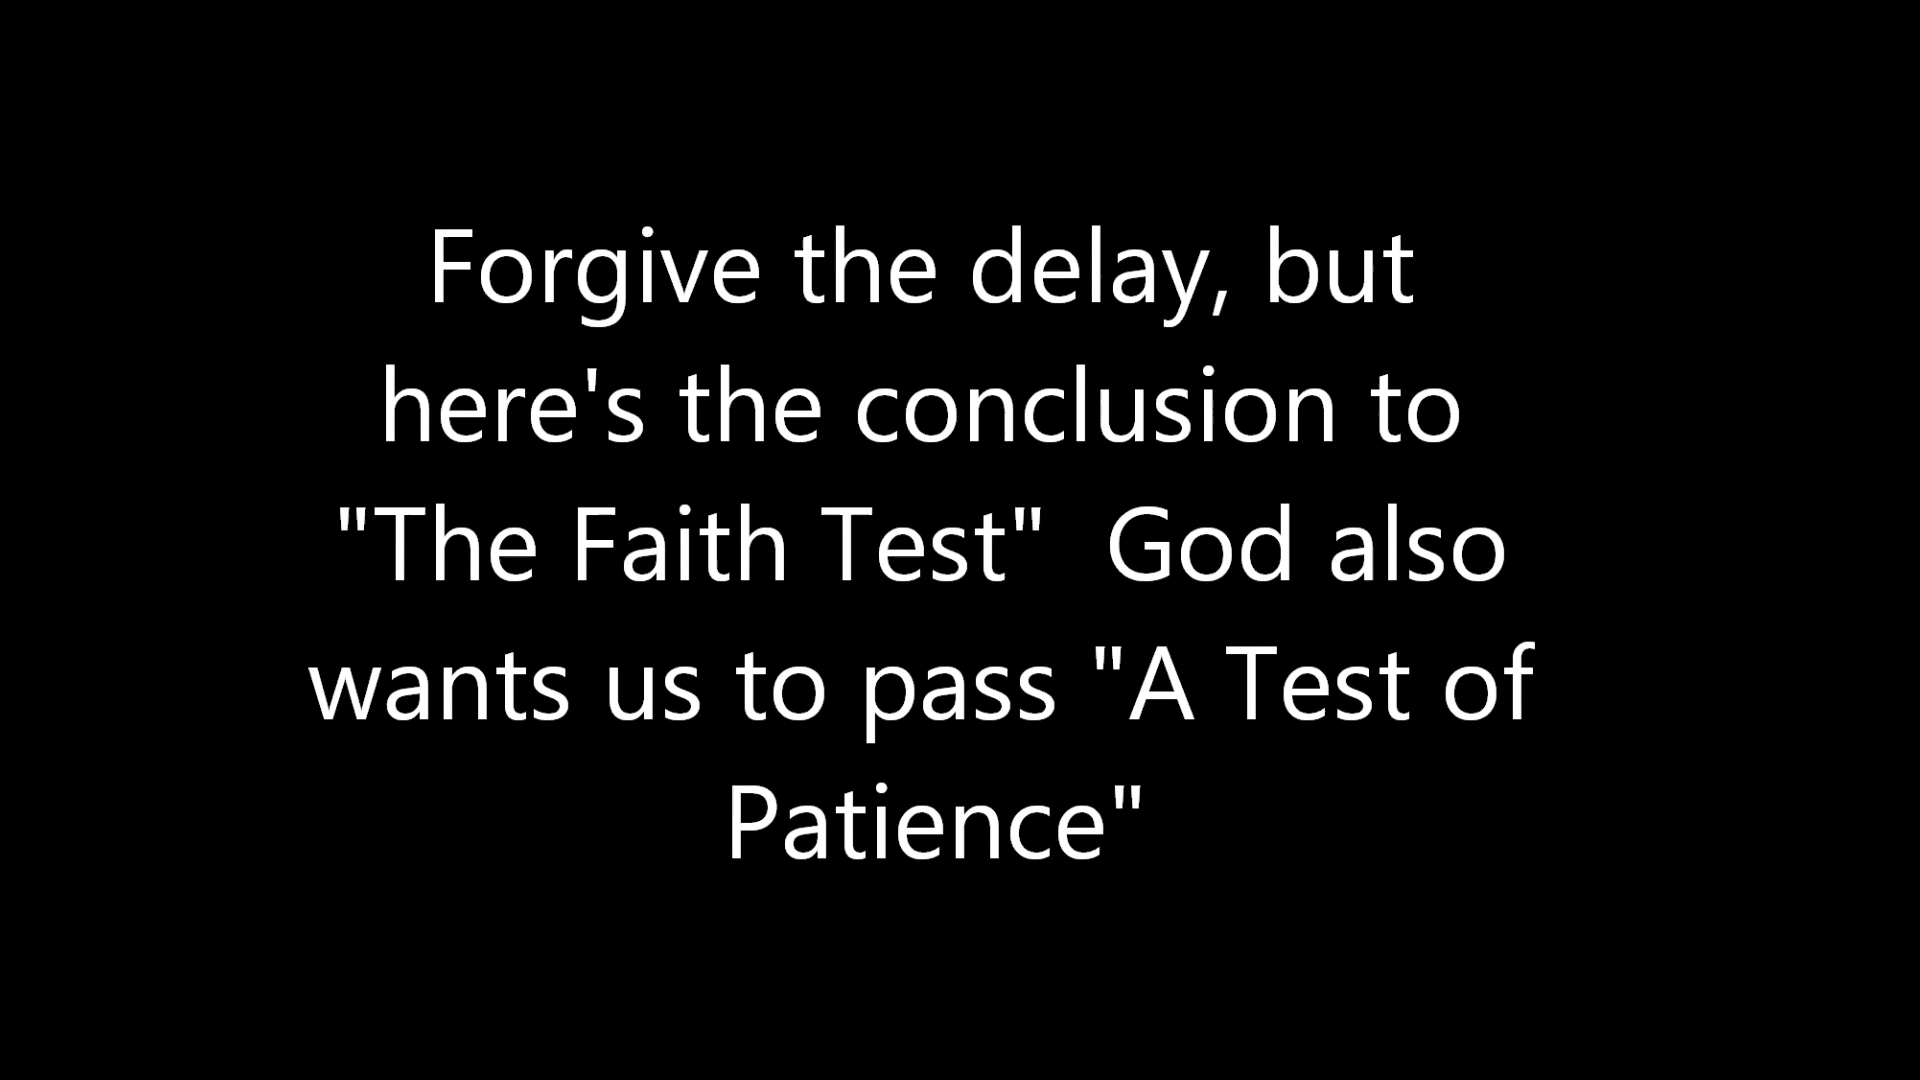 Forgive the delay, but
here's the conclusion to
"The Faith Test"  God also
wants us to pass "A Test of
Patience"